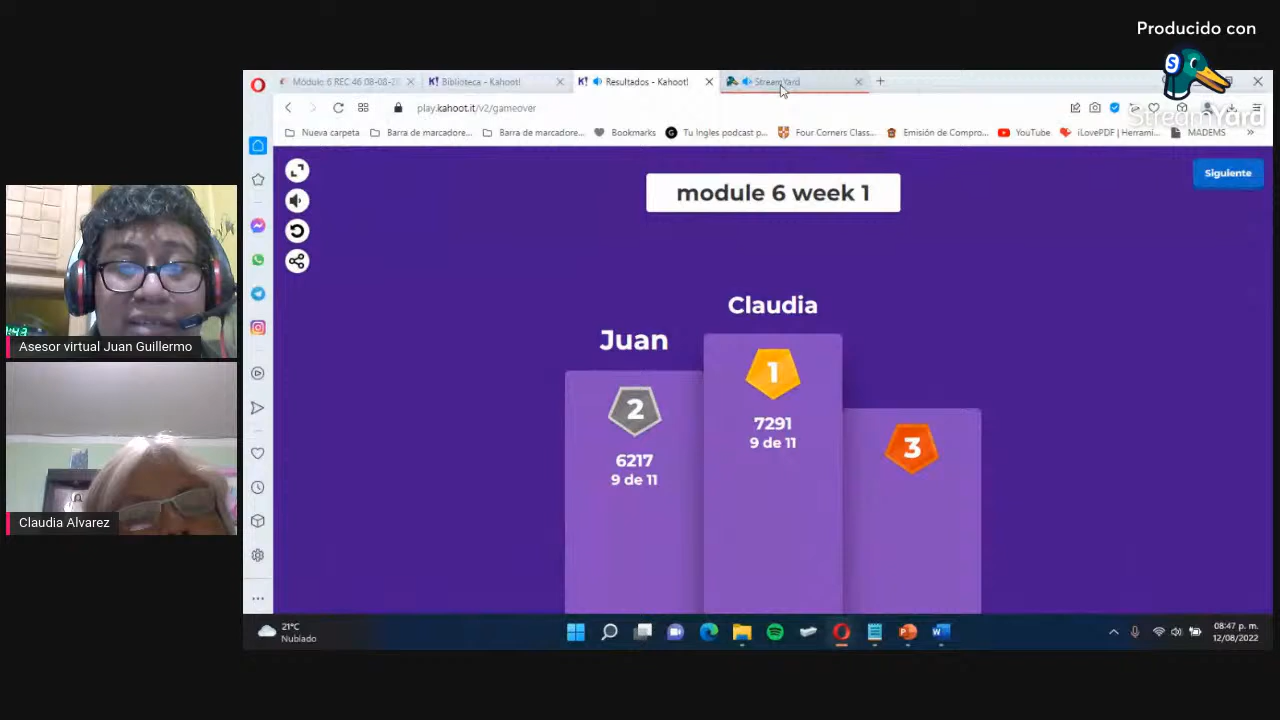 Producido con
StreamYard
Módulo 6 REC 46 08-08-2
Biblioteca - Kahoot!
Resultados - Kahoot!
StreamYard
play.kahoot.it/v2/gameover
Nueva carpeta
Barra de marcadore...
Barra de marcadore...
Bookmarks
Tu Ingles podcast p...
Four Corners Class...
Emisión de Compro...
YouTube
iLovePDF | Herrami...
MADEMS
module 6 week 1
Siguiente
Claudia
Juan
1
7291
9 de 11
2
6217
9 de 11
3
Asesor virtual Juan Guillermo
Claudia Alvarez
21°C
Nublado
08:47 p. m.
12/08/2022